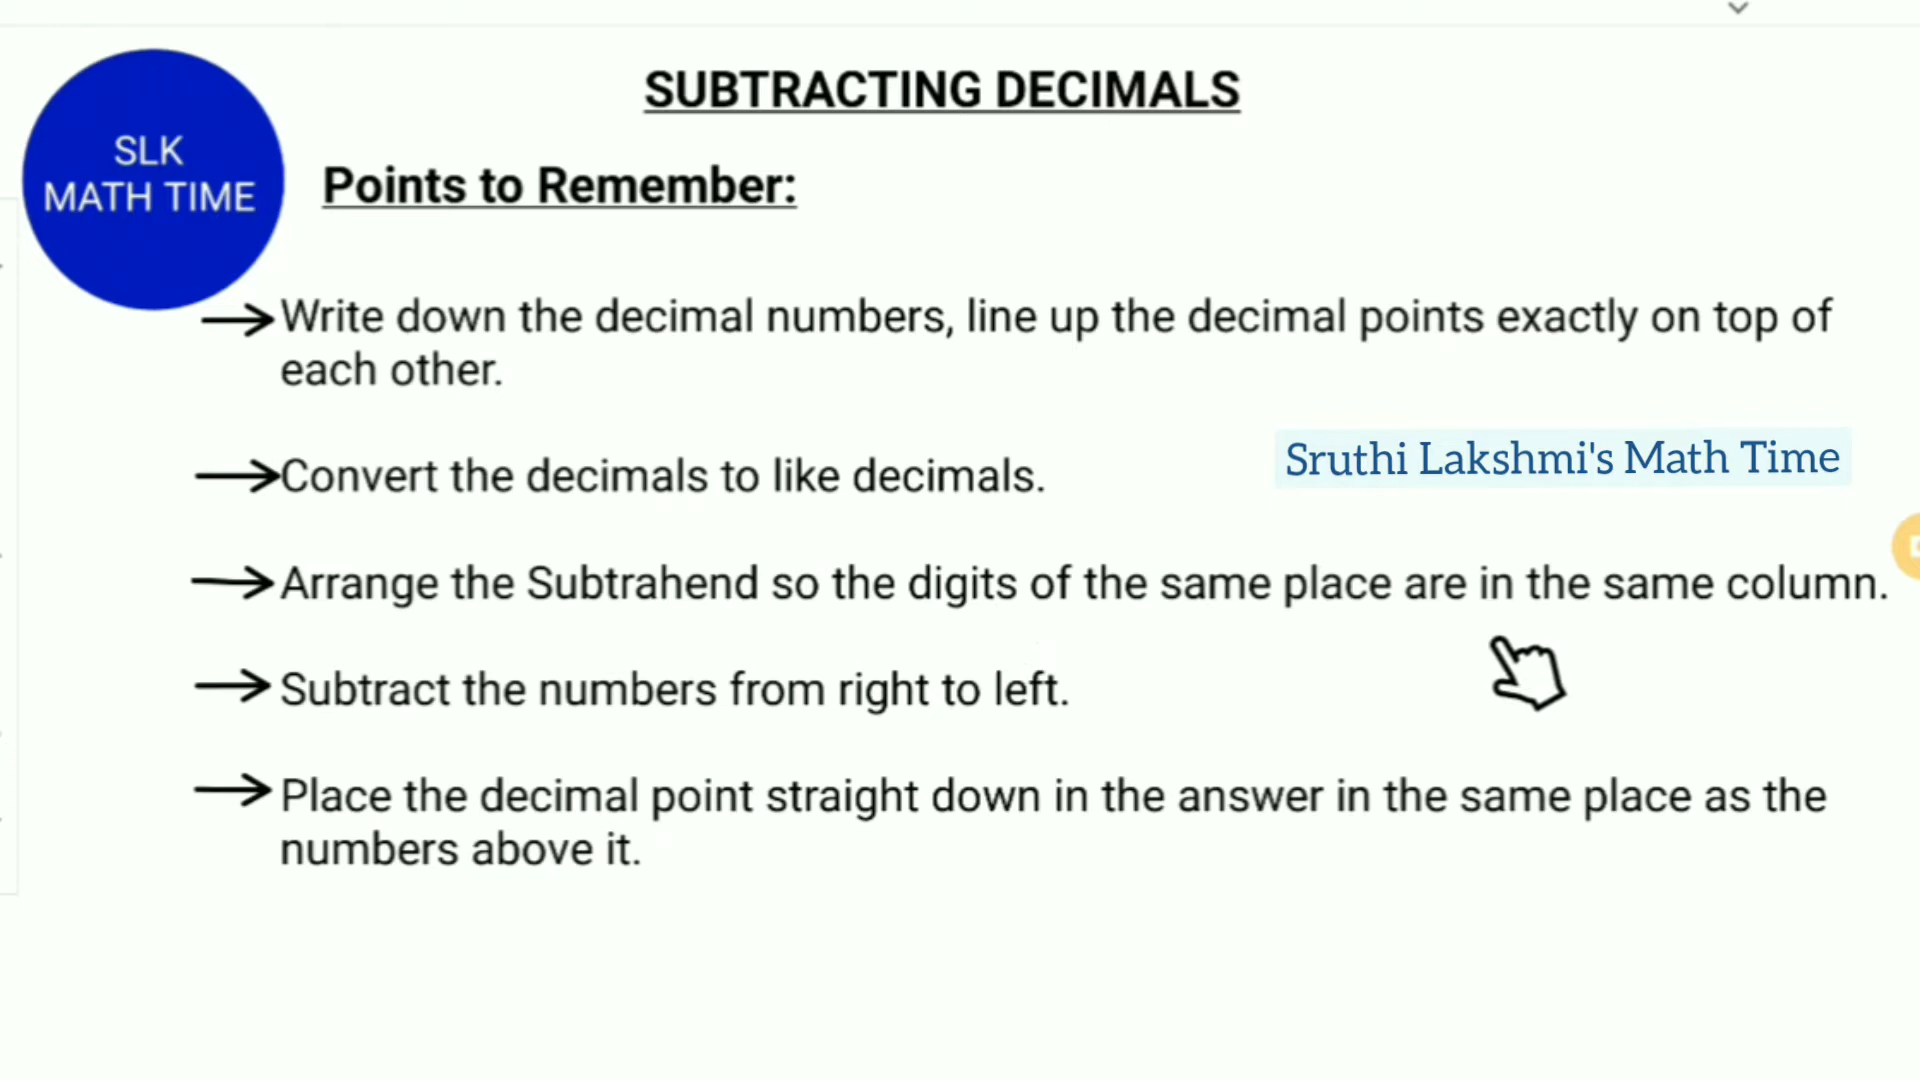 SUBTRACTING DECIMALS
SLK
MATH TIME
Points to Remember:
Write down the decimal numbers, line up the decimal points exactly on top of
each other.
Sruthi Lakshmi's Math Time
Convert the decimals to like decimals.
Arrange the Subtrahend so the digits of the same place are in the same column.
Subtract the numbers from right to left.
Place the decimal point straight down in the answer in the same place as the
numbers above it.